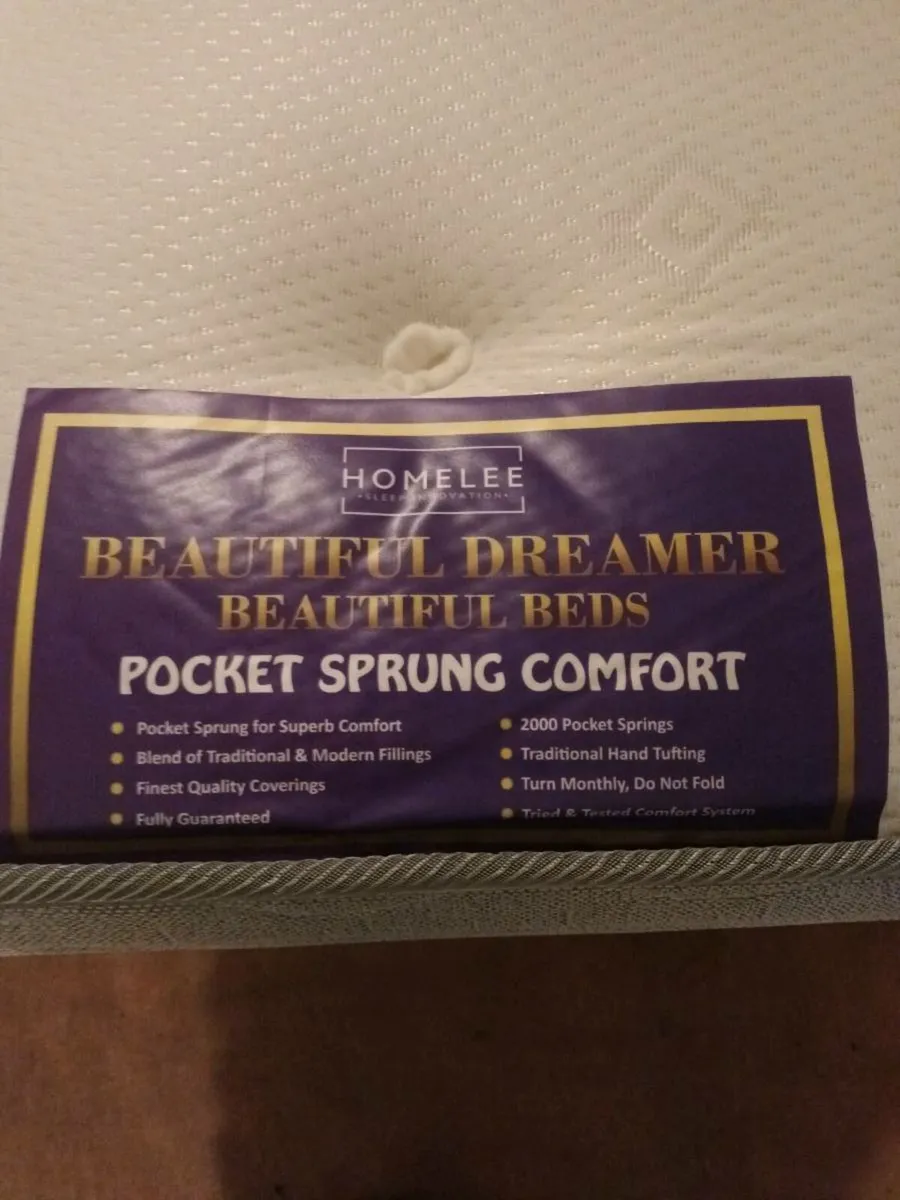 HOMELEE
•SLEEP INNOVATION•
BEAUTIFUL DREAMER
BEAUTIFUL BEDS
POCKET SPRUNG COMFORT
Pocket Sprung for Superb Comfort
Blend of Traditional & Modern Fillings
Finest Quality Coverings
Fully Guaranteed
2000 Pocket Springs
Traditional Hand Tufting
Turn Monthly, Do Not Fold
Tried & Tested Comfort System